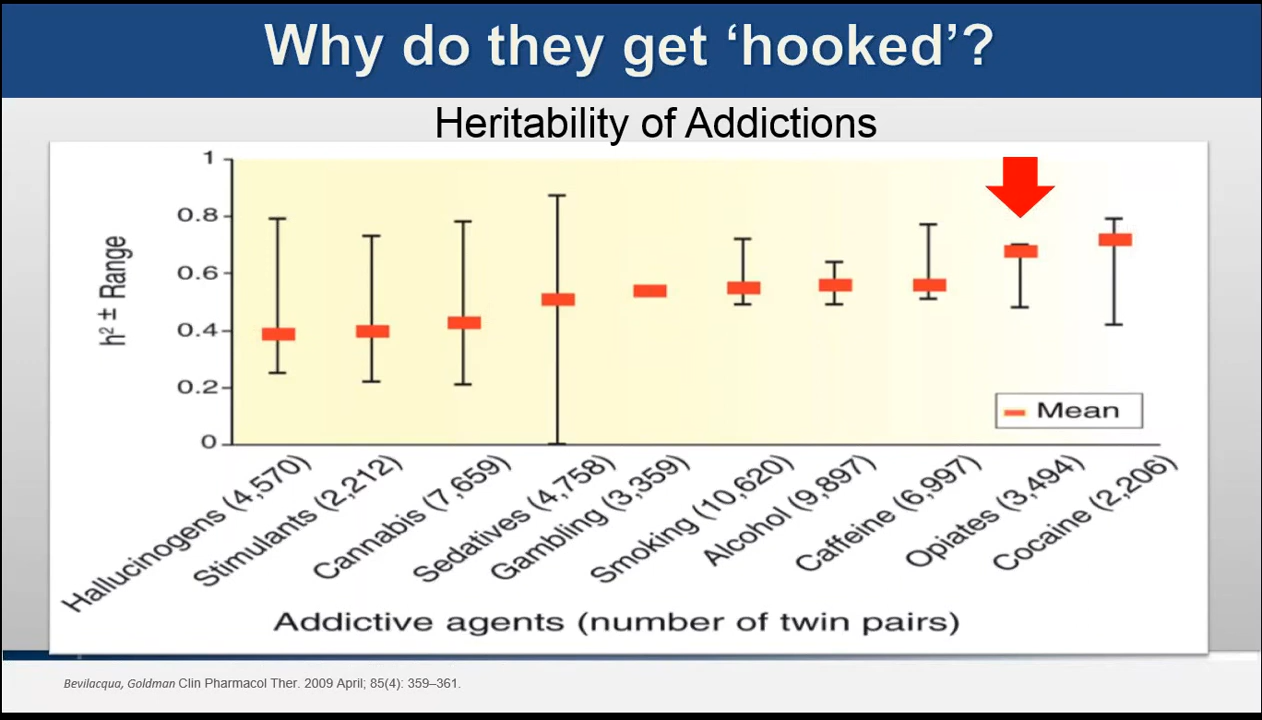 Why do they get ‘hooked’?
Heritability of Addictions
h² ± Range
1
0.8
0.6
0.4
0.2
0
Mean
Hallucinogens (4,570)
Stimulants (2,212)
Cannabis (7,659)
Sedatives (4,758)
Gambling (3,359)
Smoking (10,620)
Alcohol (9,897)
Caffeine (6,997)
Opiates (3,494)
Cocaine (2,206)
Addictive agents (number of twin pairs)
Bevilacqua, Goldman Clin Pharmacol Ther. 2009 April; 85(4): 359–361.